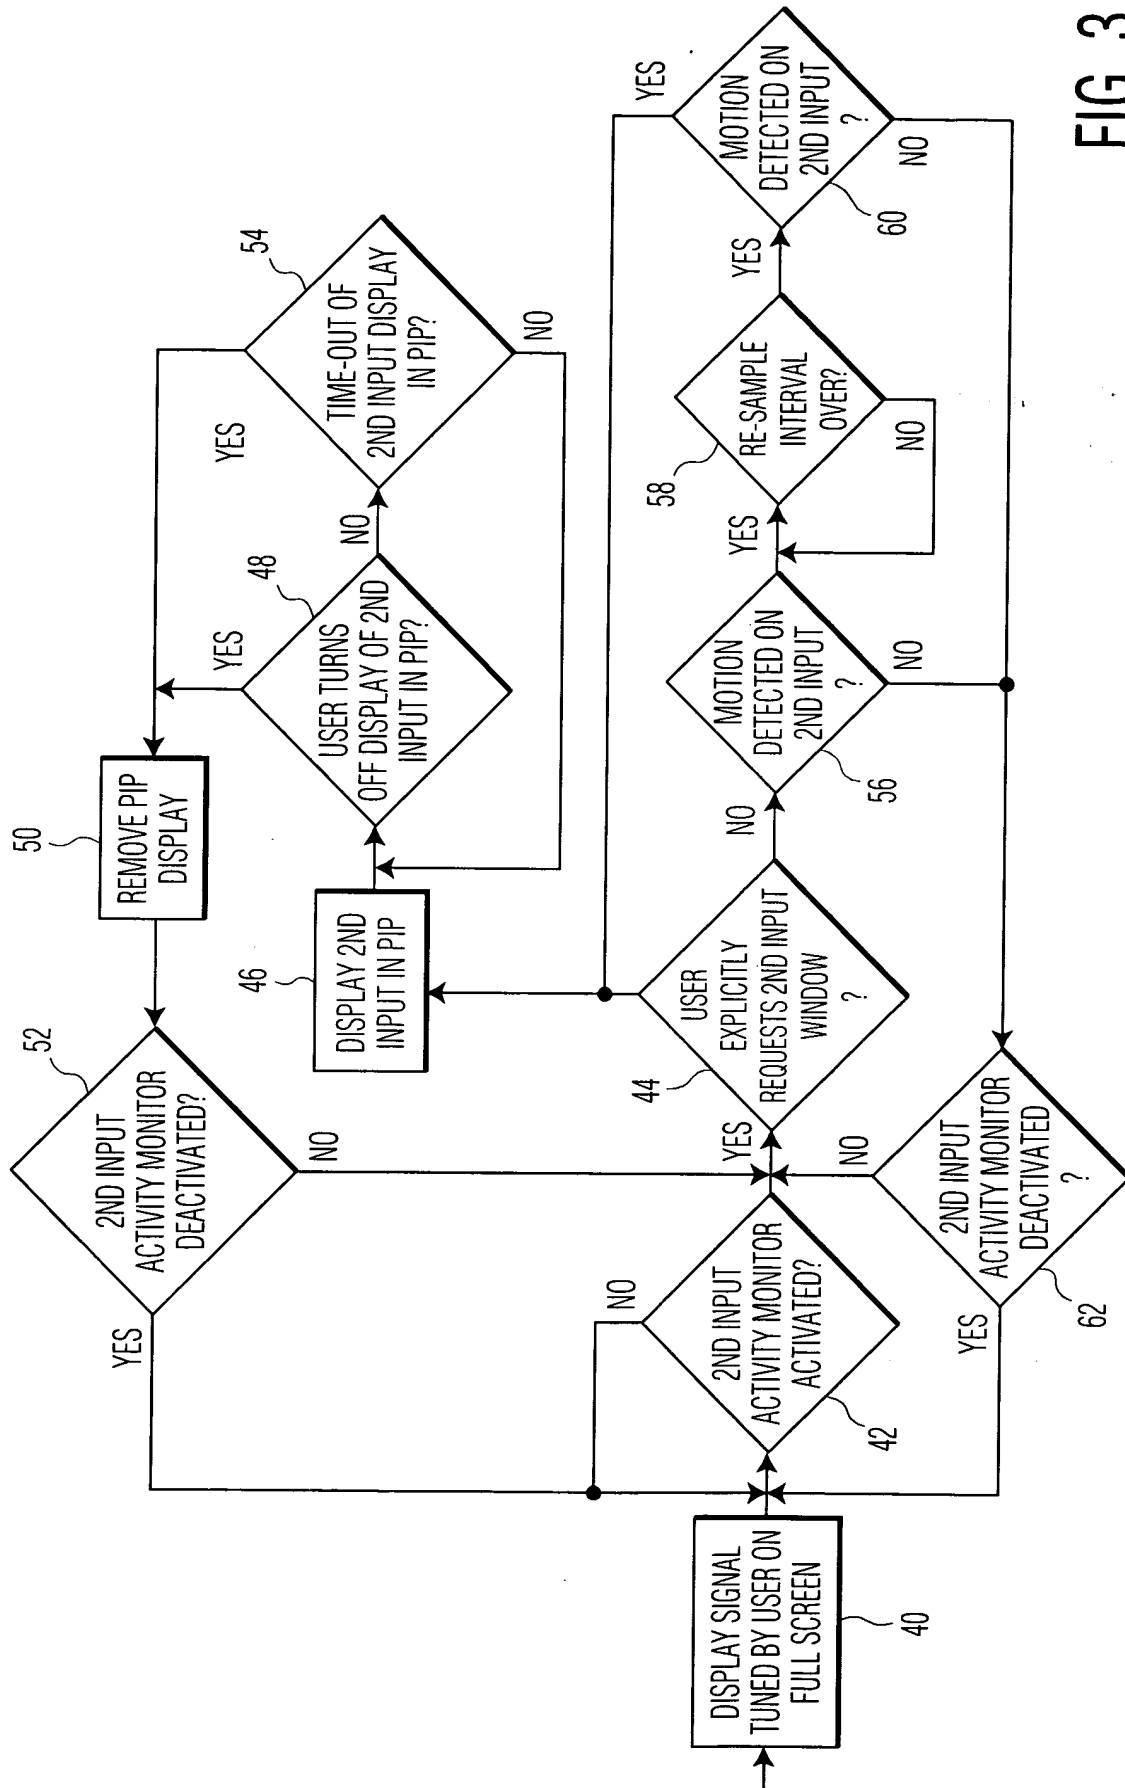 DISPLAY SIGNAL
TUNED BY USER ON
FULL SCREEN
40
2ND INPUT
ACTIVITY MONITOR
ACTIVATED?
42
NO
YES
2ND INPUT
ACTIVITY MONITOR
DEACTIVATED?
52
YES
NO
REMOVE PIP
DISPLAY
50
USER
EXPLICITLY
REQUESTS 2ND INPUT
WINDOW
?
44
NO
DISPLAY 2ND
INPUT IN PIP
46
USER TURNS
OFF DISPLAY OF 2ND
INPUT IN PIP?
48
YES
NO
TIME-OUT OF
2ND INPUT DISPLAY
IN PIP?
54
YES
NO
MOTION
DETECTED ON
2ND INPUT
?
56
YES
NO
RE-SAMPLE
INTERVAL
OVER?
58
YES
NO
MOTION
DETECTED ON
2ND INPUT
?
60
YES
NO
2ND INPUT
ACTIVITY MONITOR
DEACTIVATED
?
62
YES
NO
FIG. 3